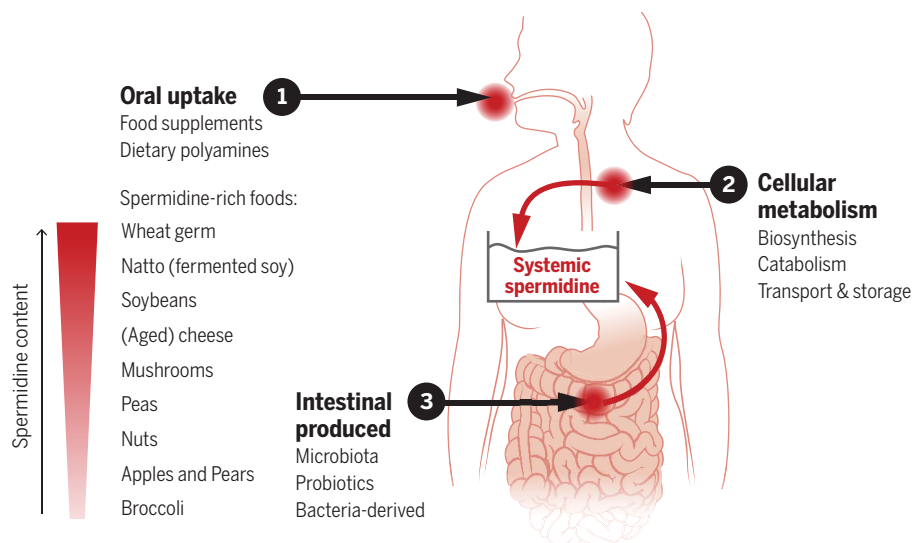 Oral uptake
1
Food supplements
Dietary polyamines
Spermidine-rich foods:
Wheat germ
Natto (fermented soy)
Soybeans
(Aged) cheese
Mushrooms
Peas
Nuts
Apples and Pears
Broccoli
Spermidine content
2
Cellular
metabolism
Biosynthesis
Catabolism
Transport & storage
Systemic
spermidine
3
Intestinal
produced
Microbiota
Probiotics
Bacteria-derived